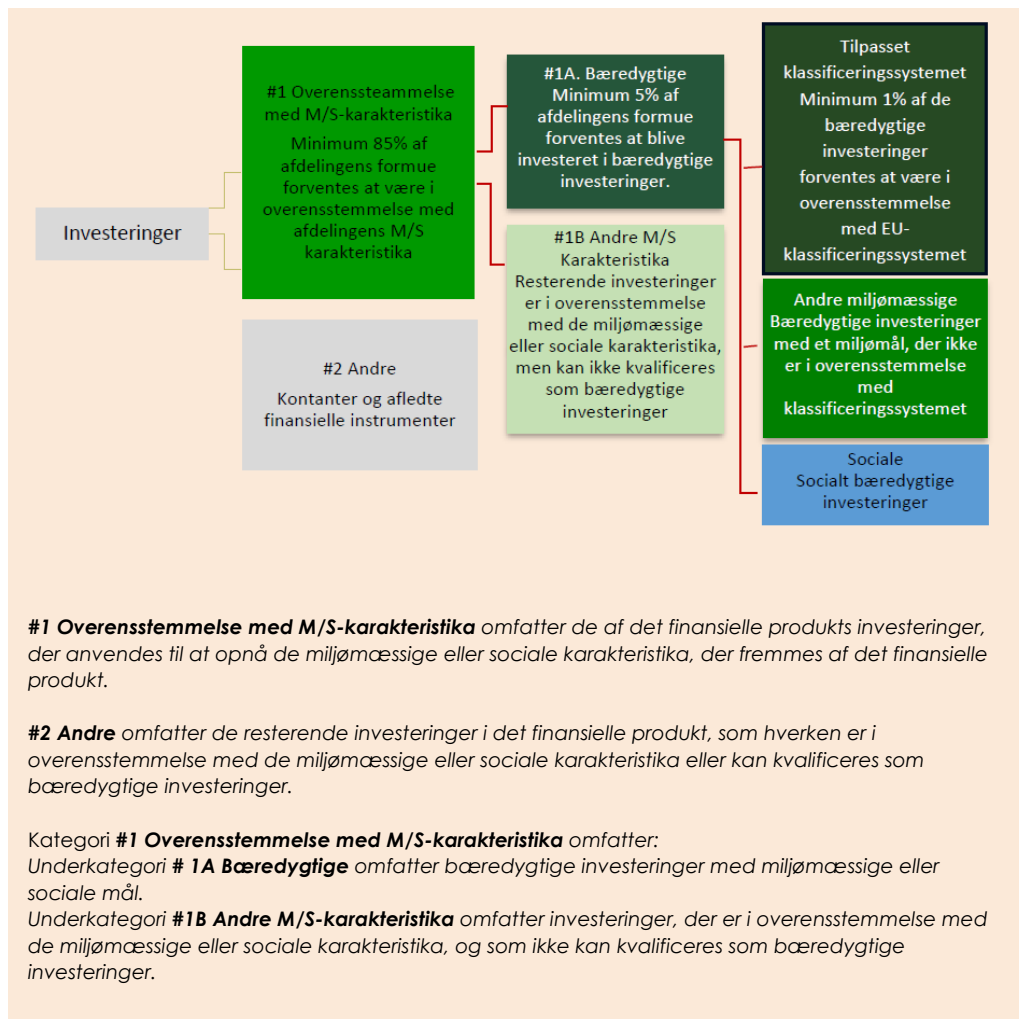 Investeringer
#1 Overenssteammelse
med M/S-karakteristika
Minimum 85% af
afdelingens formue
forventes at være i
overensstemmelse med
afdelingens M/S
karakteristika
#2 Andre
Kontanter og afledte
finansielle instrumenter
#1A. Bæredygtige
Minimum 5% af
afdelingens formue
forventes at blive
investeret i bæredygtige
investeringer.
#1B Andre M/S
Karakteristika
Resterende investeringer
er i overensstemmelse
med de miljømæssige
eller sociale karakteristika,
men kan ikke kvalificeres
som bæredygtige
investeringer
Tilpasset
klassificeringssystemet
Minimum 1% af de
bæredygtige
investeringer
forventes at være i
overensstemmelse
med EU-
klassificeringssystemet
Andre miljømæssige
Bæredygtige investeringer
med et miljømål, der ikke
er i overensstemmelse
med
klassificeringssystemet
Sociale
Socialt bæredygtige
investeringer
#1 Overensstemmelse med M/S-karakteristika omfatter de af det finansielle produkts investeringer,
der anvendes til at opnå de miljømæssige eller sociale karakteristika, der fremmes af det finansielle
produkt.
#2 Andre omfatter de resterende investeringer i det finansielle produkt, som hverken er i
overensstemmelse med de miljømæssige eller sociale karakteristika eller kan kvalificeres som
bæredygtige investeringer.
Kategori #1 Overensstemmelse med M/S-karakteristika omfatter:
Underkategori # 1A Bæredygtige omfatter bæredygtige investeringer med miljømæssige eller
sociale mål.
Underkategori #1B Andre M/S-karakteristika omfatter investeringer, der er i overensstemmelse med
de miljømæssige eller sociale karakteristika, og som ikke kan kvalificeres som bæredygtige
investeringer.